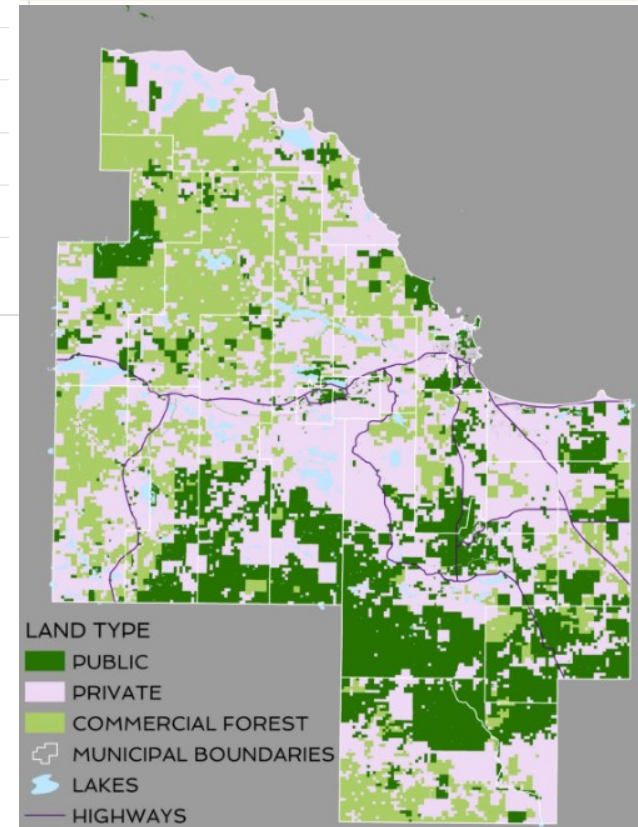 LAND TYPE
PUBLIC
PRIVATE
COMMERCIAL FOREST
MUNICIPAL BOUNDARIES
LAKES
HIGHWAYS